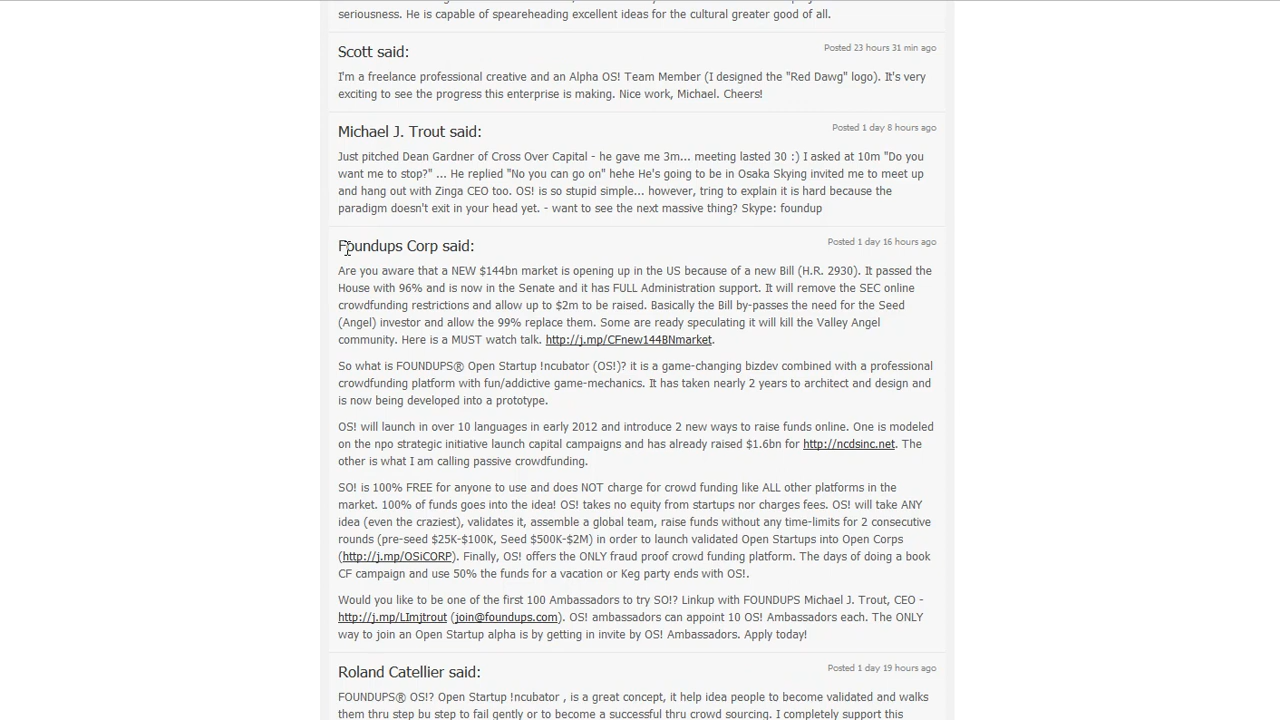 seriousness. He is capable of speareheading excellent ideas for the cultural greater good of all.
Scott said:
Posted 23 hours 31 min ago
I'm a freelance professional creative and an Alpha OS! Team Member (I designed the "Red Dawg" logo). It's very
exciting to see the progress this enterprise is making. Nice work, Michael. Cheers!
Michael J. Trout said:
Posted 1 day 8 hours ago
Just pitched Dean Gardner of Cross Over Capital - he gave me 3m... meeting lasted 30 :) I asked at 10m "Do you
want me to stop?" ... He replied "No you can go on" hehe He's going to be in Osaka Skying invited me to meet up
and hang out with Zinga CEO too. OS! is so stupid simple... however, tring to explain it is hard because the
paradigm doesn't exit in your head yet. - want to see the next massive thing? Skype: foundup
Foundups Corp said:
Posted 1 day 16 hours ago
Are you aware that a NEW $144bn market is opening up in the US because of a new Bill (H.R. 2930). It passed the
House with 96% and is now in the Senate and it has FULL Administration support. It will remove the SEC online
crowdfunding restrictions and allow up to $2m to be raised. Basically the Bill by-passes the need for the Seed
(Angel) investor and allow the 99% replace them. Some are ready speculating it will kill the Valley Angel
community. Here is a MUST watch talk. http://j.mp/CFnew144BNmarket.
So what is FOUNDUPS® Open Startup !ncubator (OS!)? it is a game-changing bizdev combined with a professional
crowdfunding platform with fun/addictive game-mechanics. It has taken nearly 2 years to architect and design and
is now being developed into a prototype.
OS! will launch in over 10 languages in early 2012 and introduce 2 new ways to raise funds online. One is modeled
on the npo strategic initiative launch capital campaigns and has already raised $1.6bn for http://ncdsinc.net. The
other is what I am calling passive crowdfunding.
SO! is 100% FREE for anyone to use and does NOT charge for crowd funding like ALL other platforms in the
market. 100% of funds goes into the idea! OS! takes no equity from startups nor charges fees. OS! will take ANY
idea (even the craziest), validates it, assemble a global team, raise funds without any time-limits for 2 consecutive
rounds (pre-seed $25K-$100K, Seed $500K-$2M) in order to launch validated Open Startups into Open Corps
(http://j.mp/OSiCORP). Finally, OS! offers the ONLY fraud proof crowd funding platform. The days of doing a book
CF campaign and use 50% the funds for a vacation or Keg party ends with OS!.
Would you like to be one of the first 100 Ambassadors to try SO!? Linkup with FOUNDUPS Michael J. Trout, CEO -
http://j.mp/LImjtrout (join@foundups.com). OS! ambassadors can appoint 10 OS! Ambassadors each. The ONLY
way to join an Open Startup alpha is by getting in invite by OS! Ambassadors. Apply today!
Roland Catellier said:
Posted 1 day 19 hours ago
FOUNDUPS® OS!? Open Startup !ncubator , is a great concept, it help idea people to become validated and walks
them thru step bu step to fail gently or to become a successful thru crowd sourcing. I completely support this